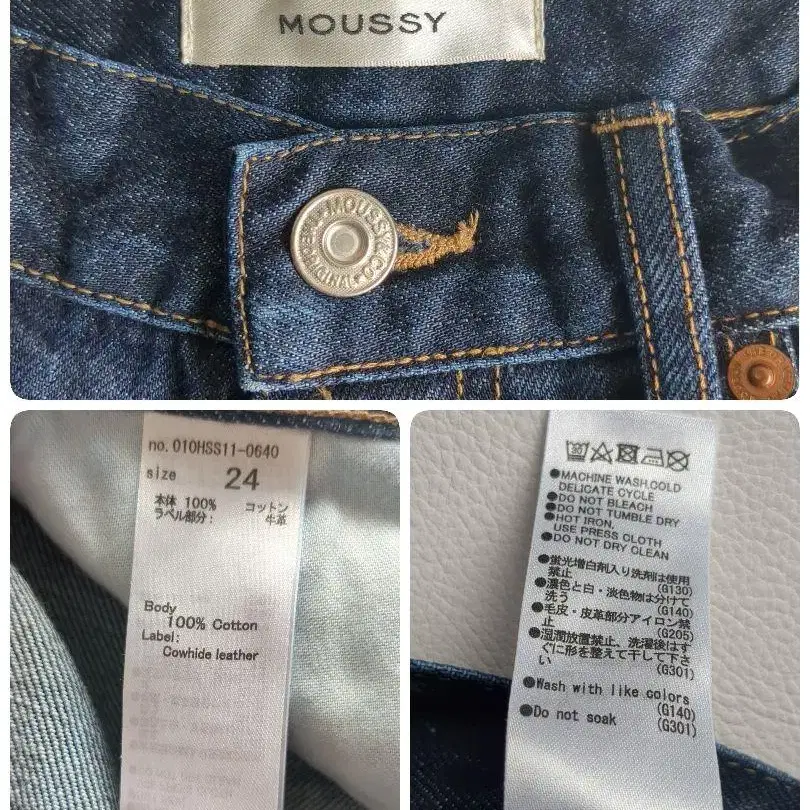 MOUSSY
MOUSSY&CO.
ORIGINAL
no. 010HSS11-0640
size 24
本体 100% コットン
ラベル部分: 牛革
Body
100% Cotton
Label:
Cowhide leather
●MACHINE WASH,COLD
DELICATE CYCLE
●DO NOT BLEACH
●DO NOT TUMBLE DRY
●HOT IRON,
USE PRESS CLOTH
●DO NOT DRY CLEAN
●蛍光増白剤入り洗剤は使用
禁止 (G130)
●濃色と白・淡色物は分けて
洗う (G140)
●毛皮・皮革部分アイロン禁
止 (G205)
●湿潤放置禁止、洗濯後はす
ぐに形を整えて干して下さ
い (G301)
●Wash with like colors
(G140)
●Do not soak (G301)